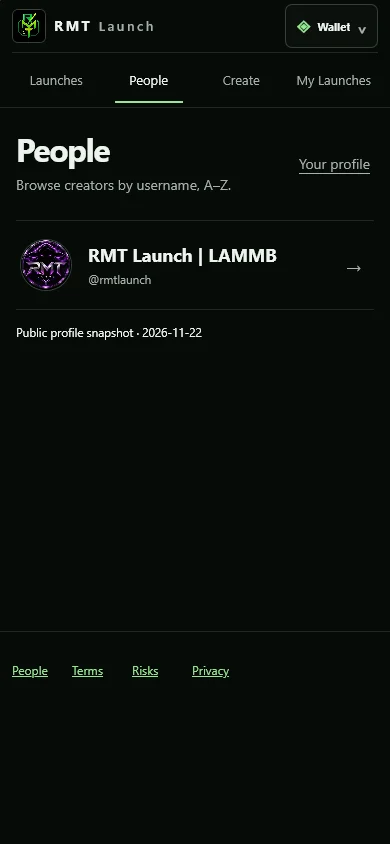 RMT Launch
Wallet
Launches People Create My Launches
People
Your profile
Browse creators by username, A–Z.
RMT
RMT Launch | LAMMB
→
@rmtlaunch
Public profile snapshot · 2026-11-22
People Terms Risks Privacy